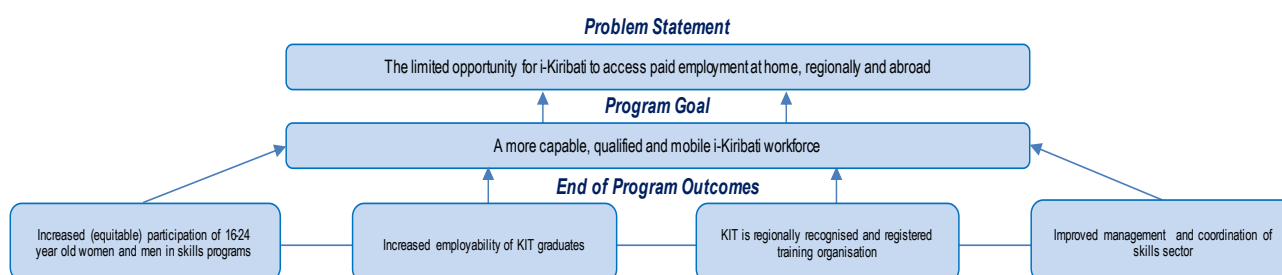 Problem Statement
The limited opportunity for i-Kiribati to access paid employment at home, regionally and abroad
Program Goal
A more capable, qualified and mobile i-Kiribati workforce
End of Program Outcomes
Increased (equitable) participation of 16-24
year old women and men in skills programs
Increased employability of KIT graduates
KIT is regionally recognised and registered
training organisation
Improved management and coordination of
skills sector